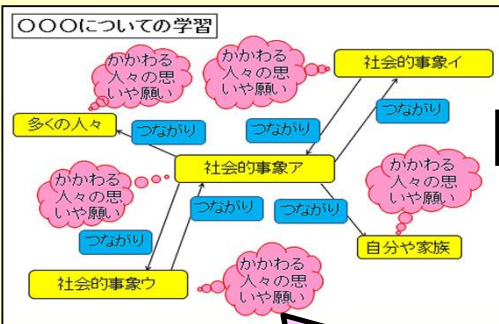 〇〇〇についての学習
かかわる
人々の思
いや願い
かかわる
人々の思
いや願い
社会的事象イ
多くの人々
つながり
つながり
つながり
かかわる
人々の思
いや願い
社会的事象ア
かかわる
人々の思
いや願い
つながり
つながり
つながり
自分や家族
社会的事象ウ
かかわる
人々の思
いや願い